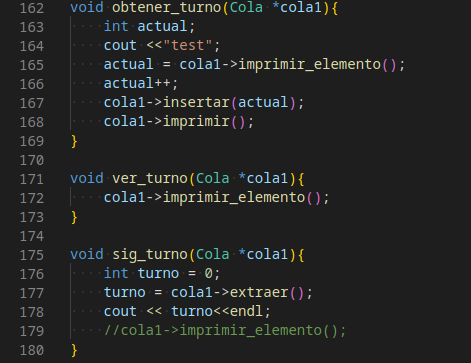 162 void obtener_turno(Cola *cola1){
163     int actual;
164     cout <<"test";
165     actual = cola1->imprimir_elemento();
166     actual++;
167     cola1->insertar(actual);
168     cola1->imprimir();
169 }
170
171 void ver_turno(Cola *cola1){
172     cola1->imprimir_elemento();
173 }
174
175 void sig_turno(Cola *cola1){
176     int turno = 0;
177     turno = cola1->extraer();
178     cout << turno<<endl;
179     //cola1->imprimir_elemento();
180 }